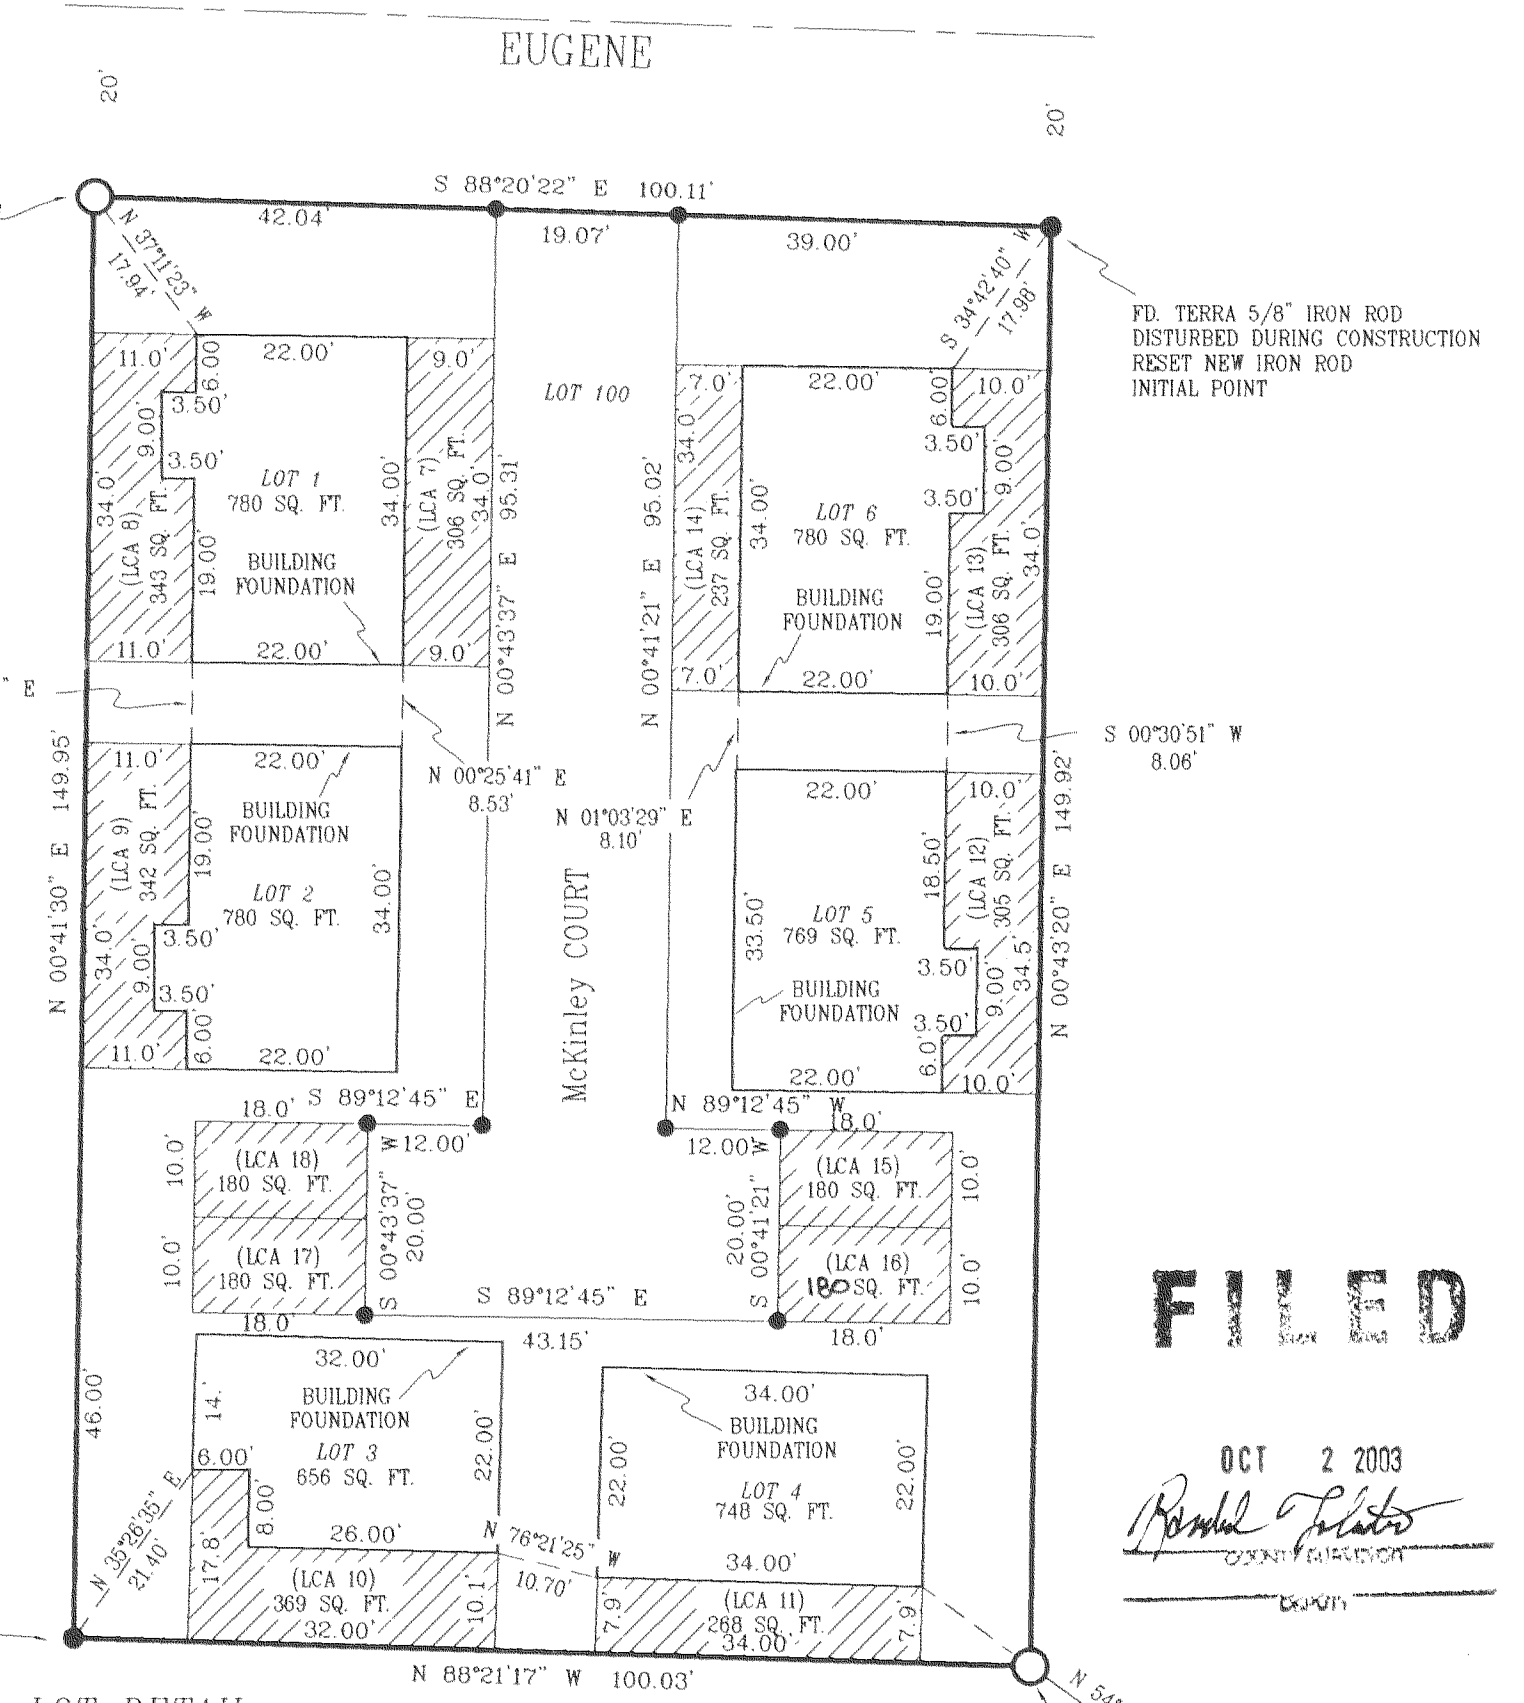 EUGENE
20'
20'
S 88°20'22" E 100.11'
42.04'
19.07'
39.00'
N 37°11'23" W
17.94'
S 34°42'40" W
17.98'
FD. TERRA 5/8" IRON ROD
DISTURBED DURING CONSTRUCTION
RESET NEW IRON ROD
INITIAL POINT
11.0'
22.00'
9.0'
6.00'
3.50'
9.00'
3.50'
19.00'
34.0'
(LCA 8)
343 SQ. FT.
LOT 1
780 SQ. FT.
34.00'
(LCA 7)
306 SQ. FT.
34.0'
BUILDING
FOUNDATION
11.0'
22.00'
9.0'
LOT 100
N 00°43'37" E 95.31'
N 00°41'21" E 95.02'
7.0'
22.00'
10.0'
34.0'
(LCA 14)
237 SQ. FT.
34.00'
6.00'
3.50'
9.00'
3.50'
LOT 6
780 SQ. FT.
19.00'
(LCA 13)
306 SQ. FT.
34.0'
BUILDING
FOUNDATION
7.0'
22.00'
10.0'
" E
N 00°25'41" E
8.53'
N 01°03'29" E
8.10'
S 00°30'51" W
8.06'
N 00°41'30" E 149.95'
N 00°43'20" E 149.92'
11.0'
22.00'
BUILDING
FOUNDATION
(LCA 9)
342 SQ. FT.
19.00'
LOT 2
780 SQ. FT.
34.00'
34.0'
3.50'
9.00'
3.50'
6.00'
11.0'
22.00'
McKinley COURT
22.00'
10.0'
18.50'
(LCA 12)
305 SQ. FT.
33.50'
LOT 5
769 SQ. FT.
3.50'
9.00'
34.5'
BUILDING
FOUNDATION
3.50'
6.0'
22.00'
10.0'
S 89°12'45" E
12.00'
N 89°12'45" W
12.00'
18.0'
10.0'
(LCA 18)
180 SQ. FT.
10.0'
(LCA 17)
180 SQ. FT.
18.0'
S 00°43'37" W
20.00'
S 00°41'21" W
20.00'
18.0'
(LCA 15)
180 SQ. FT.
10.0'
(LCA 16)
180 SQ. FT.
10.0'
18.0'
S 89°12'45" E
43.15'
46.00'
32.00'
14.'
BUILDING
FOUNDATION
LOT 3
656 SQ. FT.
22.00'
6.00'
8.00'
26.00'
17.8'
(LCA 10)
369 SQ. FT.
32.00'
10.1'
N 35°26'35" E
21.40'
N 76°21'25" W
10.70'
34.00'
BUILDING
FOUNDATION
22.00'
LOT 4
748 SQ. FT.
22.00'
34.00'
7.9'
(LCA 11)
268 SQ. FT.
34.00'
7.9'
N 88°21'17" W 100.03'
N 54°
FILED
OCT 2 2003
COUNTY SURVEYOR
DEPUTY
LOT DETAIL